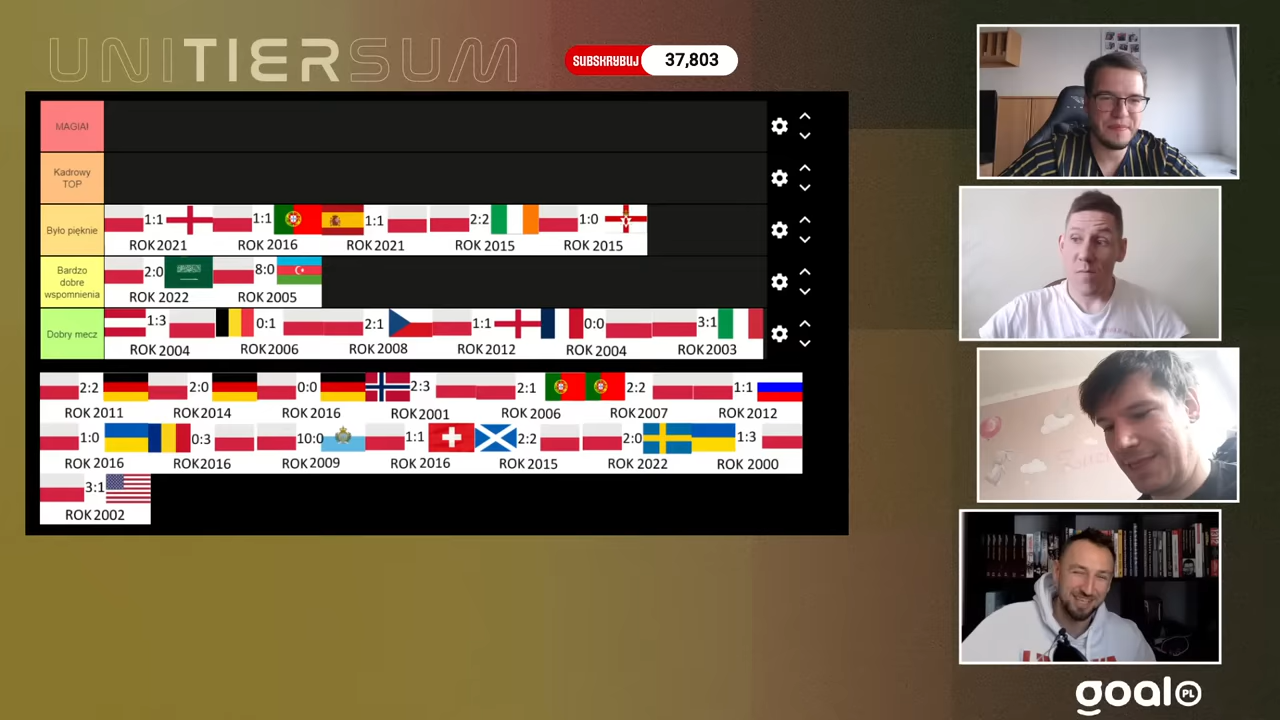 UNITIERSUM
SUBSKRYBUJ 37,803
MAGIA!
Kadrowy
TOP
Było pięknie
1:1 1:1 1:1 2:2 1:0
ROK 2021 ROK 2016 ROK 2021 ROK 2015 ROK 2015
Bardzo
dobre
wspomnienia
2:0 8:0
ROK 2022 ROK 2005
Dobry mecz
1:3 0:1 2:1 1:1 0:0 3:1
ROK 2004 ROK 2006 ROK 2008 ROK 2012 ROK 2004 ROK 2003
2:2 2:0 0:0 2:3 2:1 2:2 1:1
ROK 2011 ROK 2014 ROK 2016 ROK 2001 ROK 2006 ROK 2007 ROK 2012
1:0 0:3 10:0 1:1 2:2 2:0 1:3
ROK 2016 ROK2016 ROK 2009 ROK 2016 ROK 2015 ROK 2022 ROK 2000
3:1
ROK 2002
goal PL